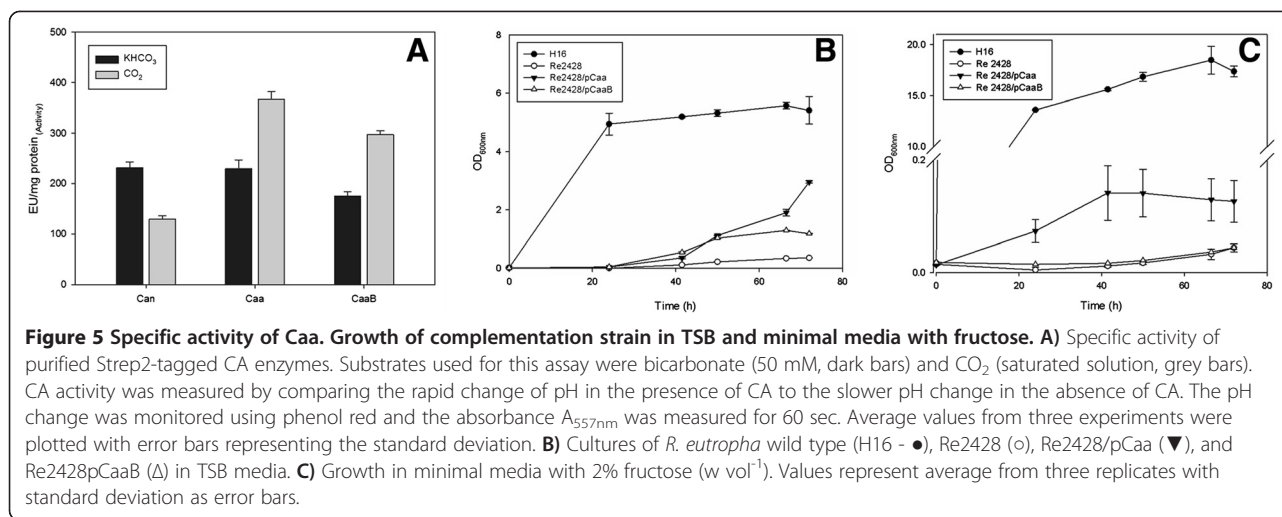 A
KHCO₃
CO₂
EU/mg protein (Activity)
500
400
300
200
100
0
Can
Caa
CaaB
B
H16
Re2428
Re2428/pCaa
Re2428/pCaaB
OD600nm
8
6
4
2
0
0 20 40 60 80
Time (h)
C
H16
Re 2428
Re 2428/pCaa
Re 2428/pCaaB
OD600nm
20.0
15.0
10.0
0.2
0.0
0 20 40 60 80
Time (h)
Figure 5 Specific activity of Caa. Growth of complementation strain in TSB and minimal media with fructose. A) Specific activity of
purified Strep2-tagged CA enzymes. Substrates used for this assay were bicarbonate (50 mM, dark bars) and CO₂ (saturated solution, grey bars).
CA activity was measured by comparing the rapid change of pH in the presence of CA to the slower pH change in the absence of CA. The pH
change was monitored using phenol red and the absorbance A557nm was measured for 60 sec. Average values from three experiments were
plotted with error bars representing the standard deviation. B) Cultures of R. eutropha wild type (H16 - ●), Re2428 (○), Re2428/pCaa (▼), and
Re2428pCaaB (Δ) in TSB media. C) Growth in minimal media with 2% fructose (w vol⁻¹). Values represent average from three replicates with
standard deviation as error bars.